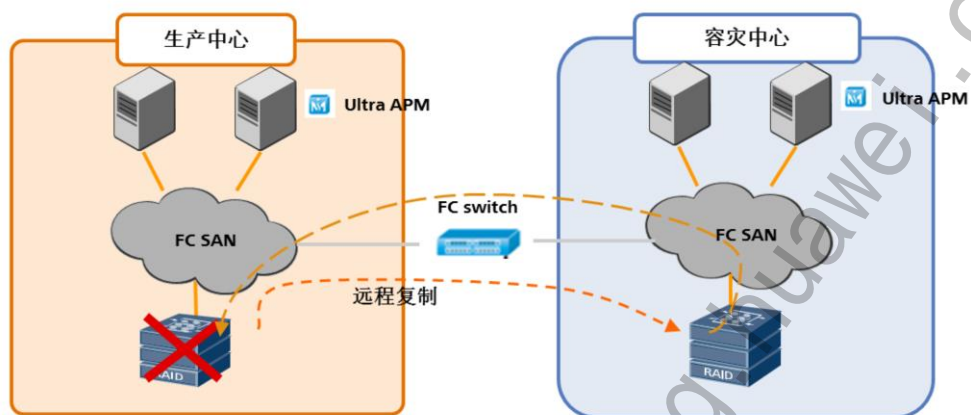 生产中心
容灾中心
Ultra APM
Ultra APM
FC switch
FC SAN
FC SAN
远程复制
RAID
RAID
g.huawei.c